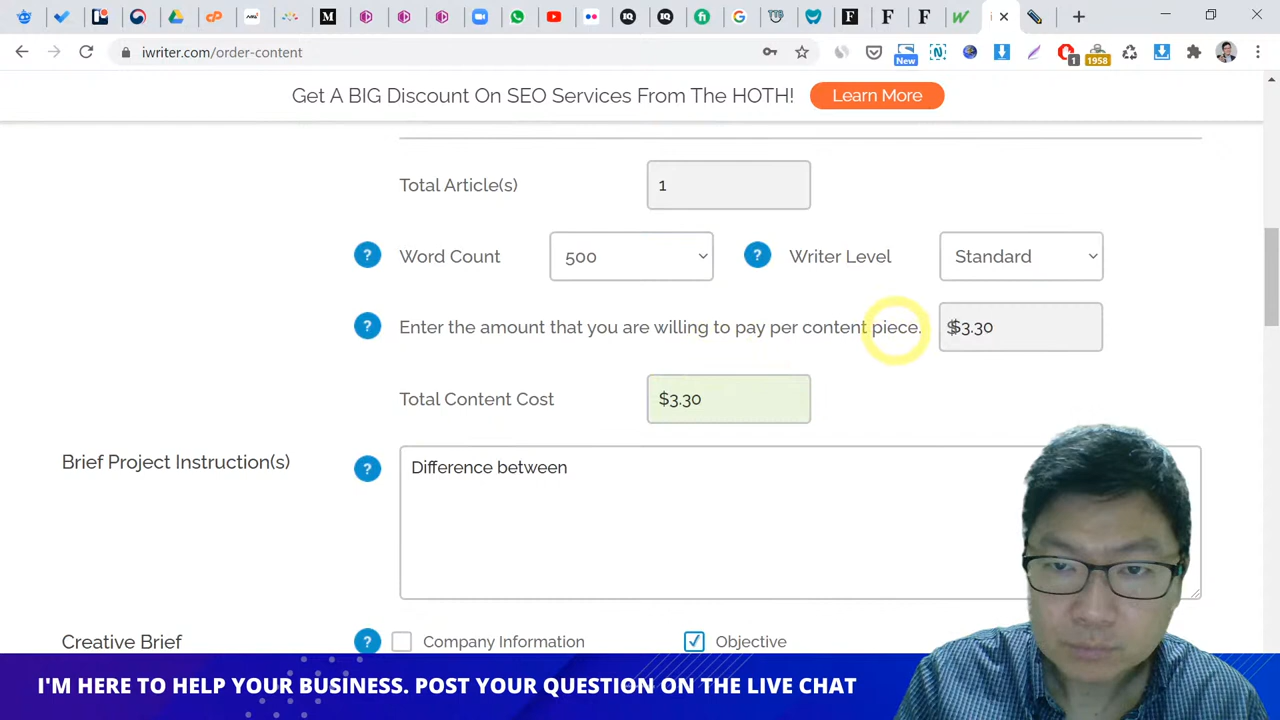 iwriter.com/order-content
New
1
1958
Get A BIG Discount On SEO Services From The HOTH! Learn More
Total Article(s) 1
? Word Count 500 ? Writer Level Standard
? Enter the amount that you are willing to pay per content piece. $3.30
Total Content Cost $3.30
Brief Project Instruction(s) ? Difference between
Creative Brief ? Company Information Objective
I'M HERE TO HELP YOUR BUSINESS. POST YOUR QUESTION ON THE LIVE CHAT